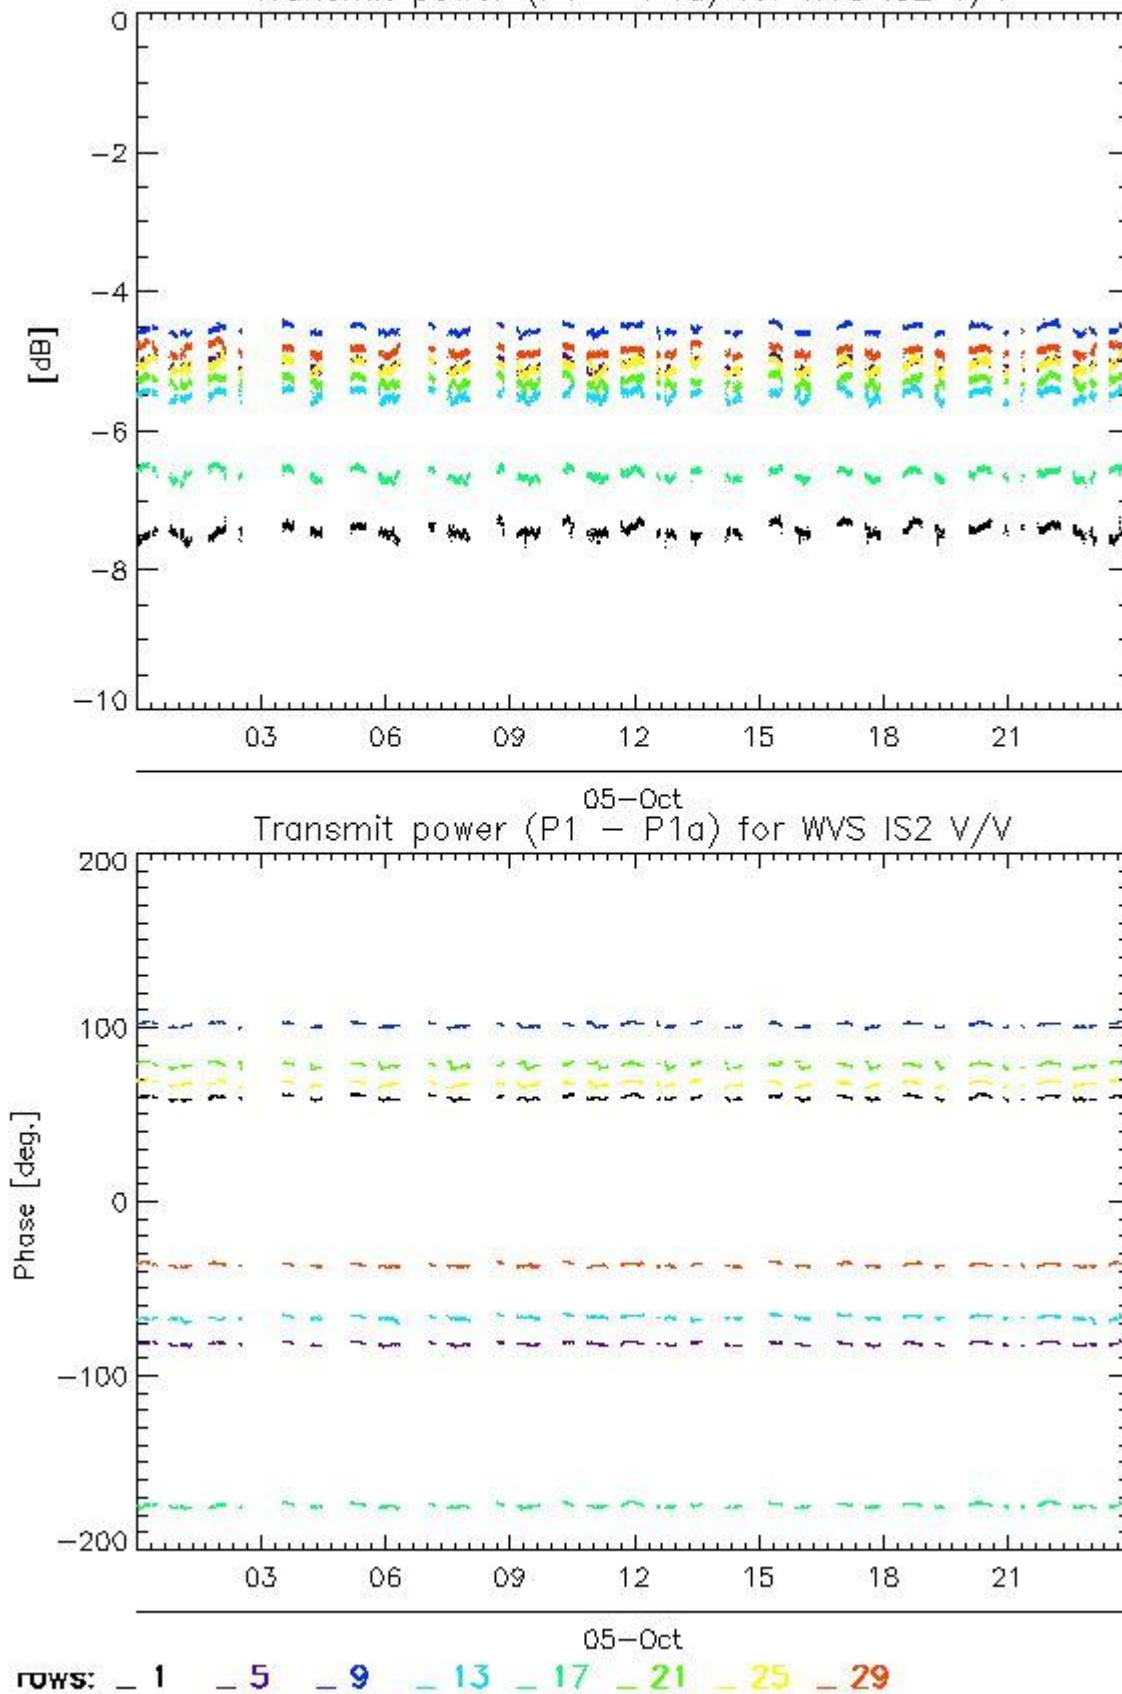 0
−2
−4
[dB]
−6
−8
−10
03 06 09 12 15 18 21
05−Oct
Transmit power (P1 − P1a) for WVS IS2 V/V
200
100
0
Phase [deg.]
−100
−200
03 06 09 12 15 18 21
05−Oct
rows: _ 1 _ 5 _ 9 _ 13 _ 17 _ 21 _ 25 _ 29